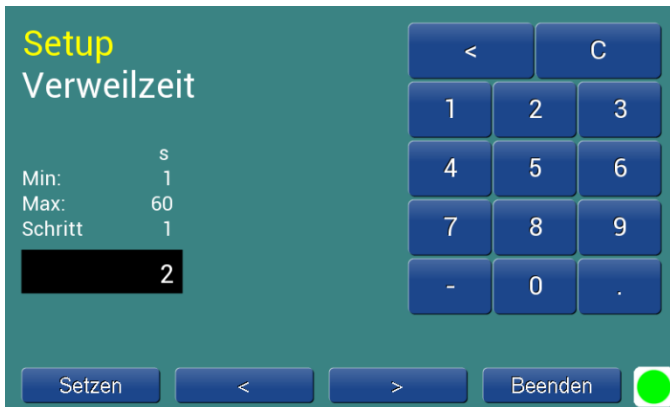 Setup
Verweilzeit
s
Min: 1
Max: 60
Schritt 1
2
< C
1 2 3
4 5 6
7 8 9
- 0 .
Setzen < > Beenden